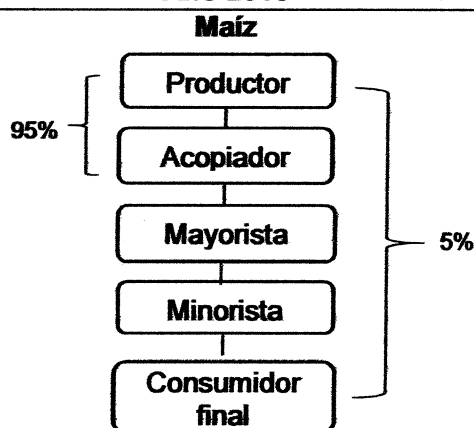 Maíz
Productor
95%
Acopiador
Mayorista
5%
Minorista
Consumidor
final